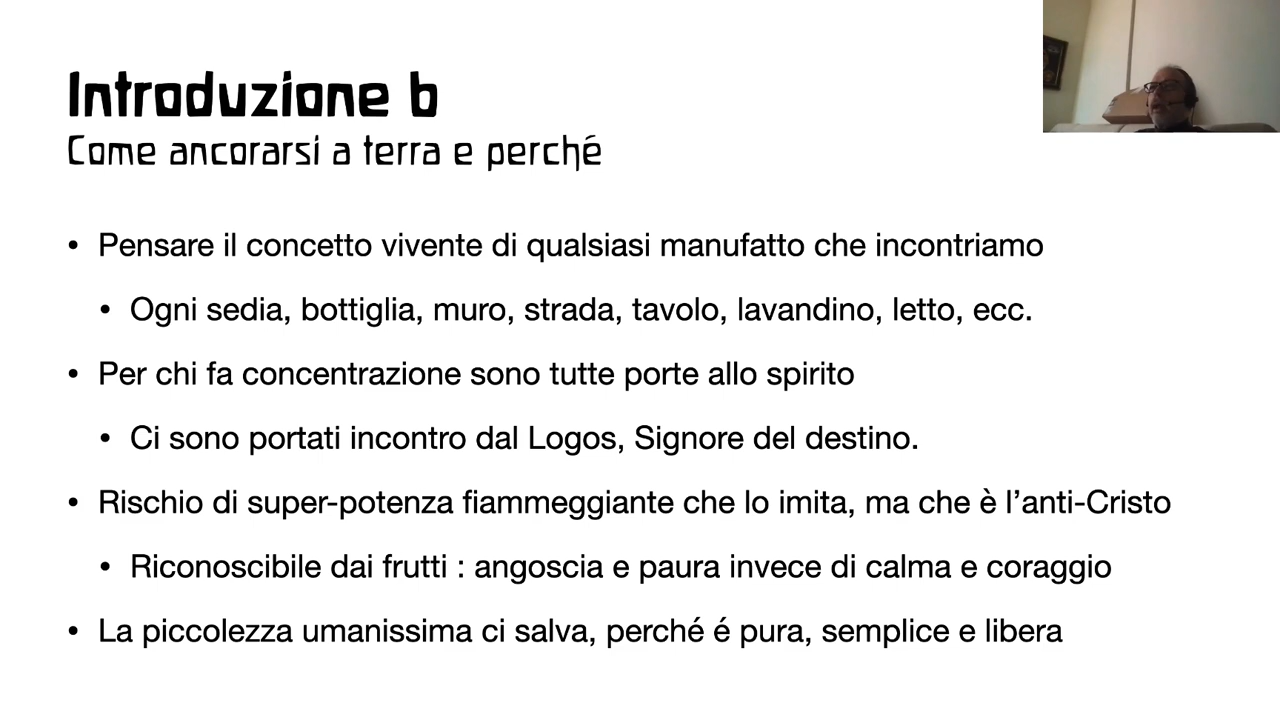 Introduzione b
Come ancorarsi a terra e perché
• Pensare il concetto vivente di qualsiasi manufatto che incontriamo
• Ogni sedia, bottiglia, muro, strada, tavolo, lavandino, letto, ecc.
• Per chi fa concentrazione sono tutte porte allo spirito
• Ci sono portati incontro dal Logos, Signore del destino.
• Rischio di super-potenza fiammeggiante che lo imita, ma che è l’anti-Cristo
• Riconoscibile dai frutti : angoscia e paura invece di calma e coraggio
• La piccolezza umanissima ci salva, perché é pura, semplice e libera